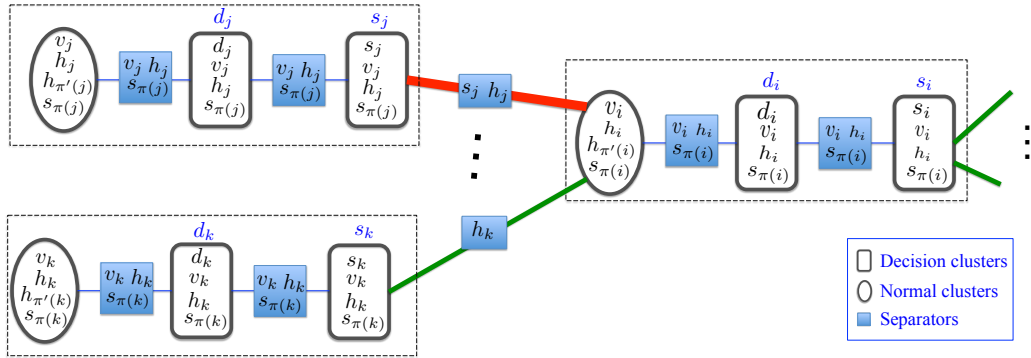 d_j
s_j
v_j
h_j
h_{π'(j)}
s_{π(j)}
v_j h_j
s_{π(j)}
d_j
v_j
h_j
s_{π(j)}
v_j h_j
s_{π(j)}
s_j
v_j
h_j
s_{π(j)}
s_j h_j
d_i
s_i
v_i
h_i
h_{π'(i)}
s_{π(i)}
v_i h_i
s_{π(i)}
d_i
v_i
h_i
s_{π(i)}
v_i h_i
s_{π(i)}
s_i
v_i
h_i
s_{π(i)}
d_k
s_k
v_k
h_k
h_{π'(k)}
s_{π(k)}
v_k h_k
s_{π(k)}
d_k
v_k
h_k
s_{π(k)}
v_k h_k
s_{π(k)}
s_k
v_k
h_k
s_{π(k)}
h_k
Decision clusters
Normal clusters
Separators